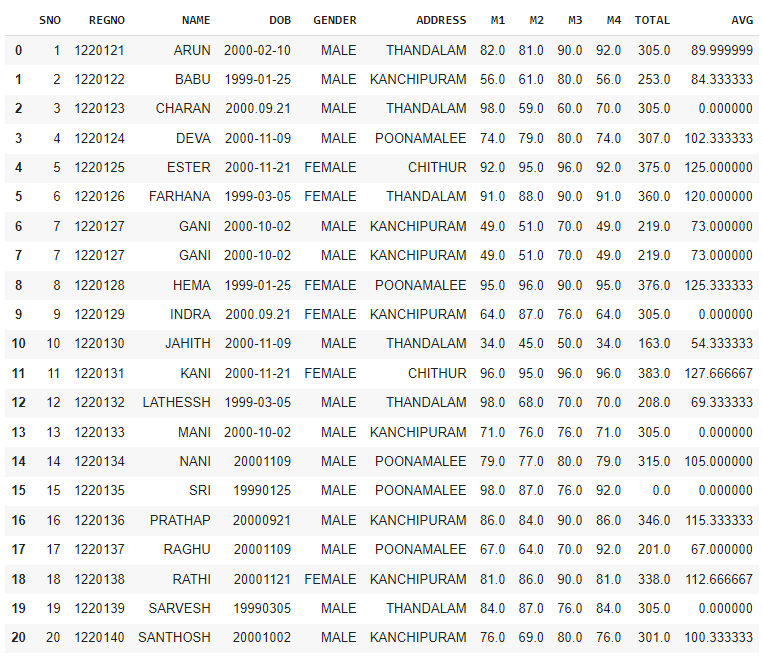 SNO REGNO NAME DOB GENDER ADDRESS M1 M2 M3 M4 TOTAL AVG
0 1 1220121 ARUN 2000-02-10 MALE THANDALAM 82.0 81.0 90.0 92.0 305.0 89.999999
1 2 1220122 BABU 1999-01-25 MALE KANCHIPURAM 56.0 61.0 80.0 56.0 253.0 84.333333
2 3 1220123 CHARAN 2000.09.21 MALE THANDALAM 98.0 59.0 60.0 70.0 305.0 0.000000
3 4 1220124 DEVA 2000-11-09 MALE POONAMALEE 74.0 79.0 80.0 74.0 307.0 102.333333
4 5 1220125 ESTER 2000-11-21 FEMALE CHITHUR 92.0 95.0 96.0 92.0 375.0 125.000000
5 6 1220126 FARHANA 1999-03-05 FEMALE THANDALAM 91.0 88.0 90.0 91.0 360.0 120.000000
6 7 1220127 GANI 2000-10-02 MALE KANCHIPURAM 49.0 51.0 70.0 49.0 219.0 73.000000
7 7 1220127 GANI 2000-10-02 MALE KANCHIPURAM 49.0 51.0 70.0 49.0 219.0 73.000000
8 8 1220128 HEMA 1999-01-25 FEMALE POONAMALEE 95.0 96.0 90.0 95.0 376.0 125.333333
9 9 1220129 INDRA 2000.09.21 FEMALE KANCHIPURAM 64.0 87.0 76.0 64.0 305.0 0.000000
10 10 1220130 JAHITH 2000-11-09 MALE THANDALAM 34.0 45.0 50.0 34.0 163.0 54.333333
11 11 1220131 KANI 2000-11-21 FEMALE CHITHUR 96.0 95.0 96.0 96.0 383.0 127.666667
12 12 1220132 LATHESSH 1999-03-05 MALE THANDALAM 98.0 68.0 70.0 70.0 208.0 69.333333
13 13 1220133 MANI 2000-10-02 MALE KANCHIPURAM 71.0 76.0 76.0 71.0 305.0 0.000000
14 14 1220134 NANI 20001109 MALE POONAMALEE 79.0 77.0 80.0 79.0 315.0 105.000000
15 15 1220135 SRI 19990125 MALE POONAMALEE 98.0 87.0 76.0 92.0 0.0 0.000000
16 16 1220136 PRATHAP 20000921 MALE KANCHIPURAM 86.0 84.0 90.0 86.0 346.0 115.333333
17 17 1220137 RAGHU 20001109 MALE POONAMALEE 67.0 64.0 70.0 92.0 201.0 67.000000
18 18 1220138 RATHI 20001121 FEMALE KANCHIPURAM 81.0 86.0 90.0 81.0 338.0 112.666667
19 19 1220139 SARVESH 19990305 MALE THANDALAM 84.0 87.0 76.0 84.0 305.0 0.000000
20 20 1220140 SANTHOSH 20001002 MALE KANCHIPURAM 76.0 69.0 80.0 76.0 301.0 100.333333